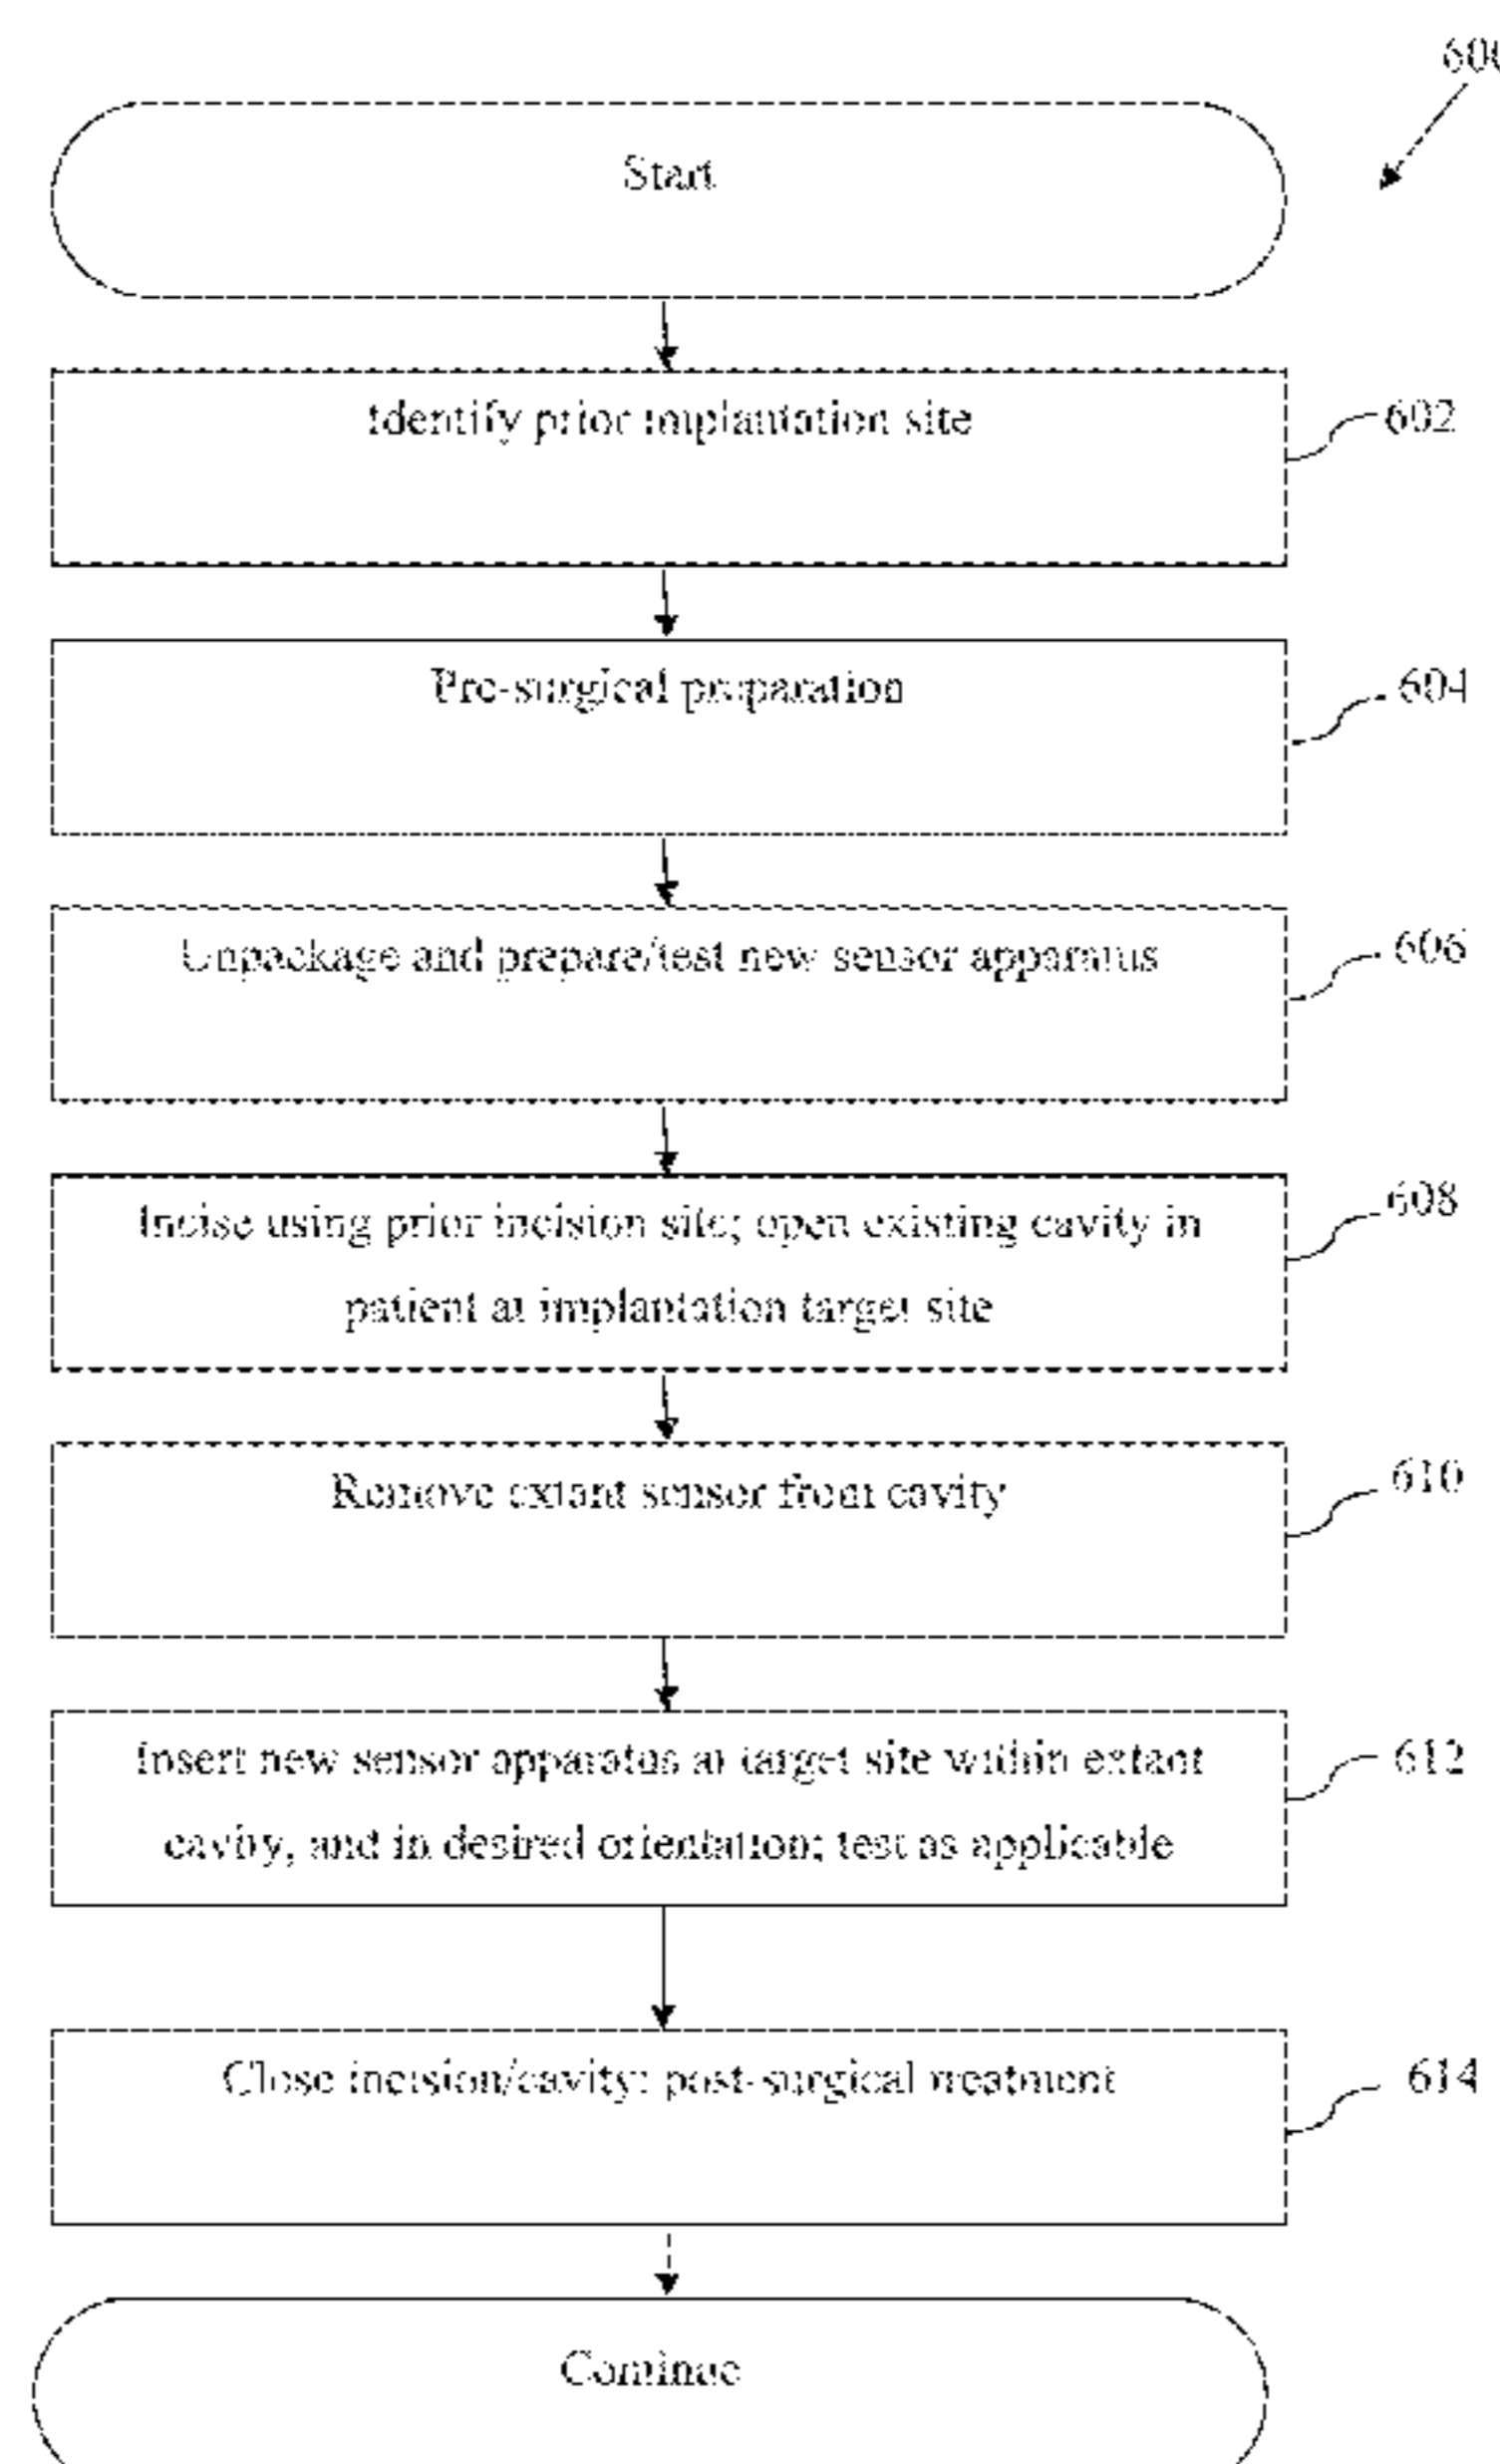 600
Start
Identify prior implantation site
602
Pre-surgical preparation
604
Unpackage and prepare/test new sensor apparatus
606
Incise using prior incision site; open existing cavity in
patient at implantation target site
608
Remove extant sensor from cavity
610
Insert new sensor apparatus at target site within extant
cavity, and in desired orientation; test as applicable
612
Close incision/cavity; post-surgical treatment
614
Continue